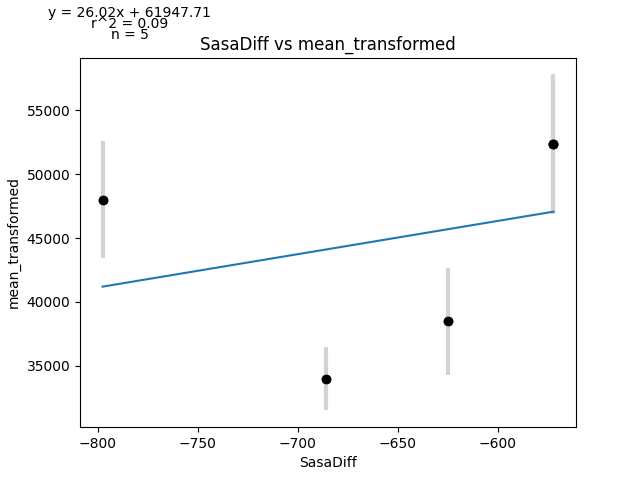 y = 26.02x + 61947.71
r^2 = 0.09
n = 5
SasaDiff vs mean_transformed
55000
50000
45000
40000
35000
mean_transformed
−800
−750
−700
−650
−600
SasaDiff